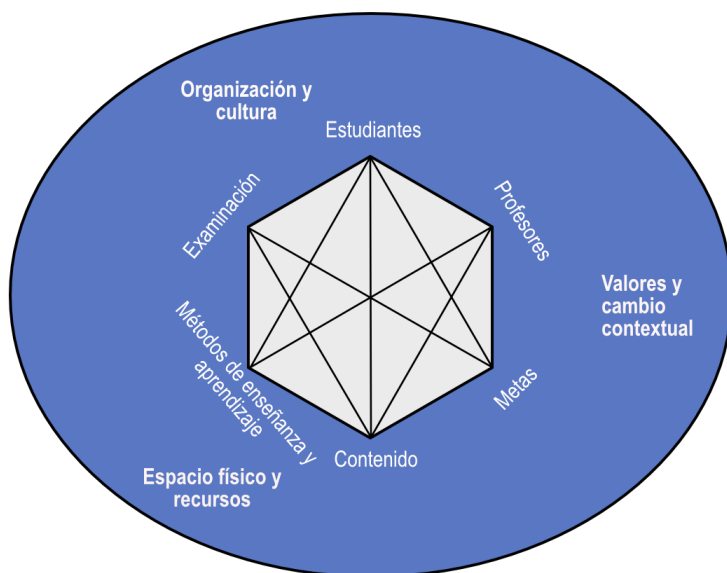 Organización y
cultura
Estudiantes
Examinación
Profesores
Valores y
cambio
contextual
Métodos de enseñanza y
aprendizaje
Metas
Contenido
Espacio físico y
recursos